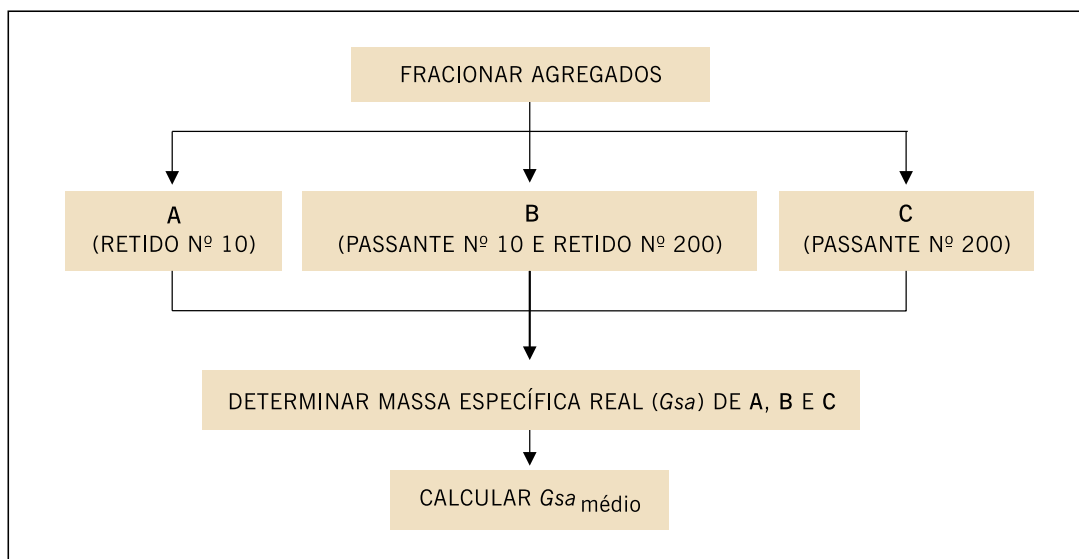 FRACIONAR AGREGADOS
A
(RETIDO Nº 10)
B
(PASSANTE Nº 10 E RETIDO Nº 200)
C
(PASSANTE Nº 200)
DETERMINAR MASSA ESPECÍFICA REAL (Gsa) DE A, B E C
CALCULAR Gsa médio